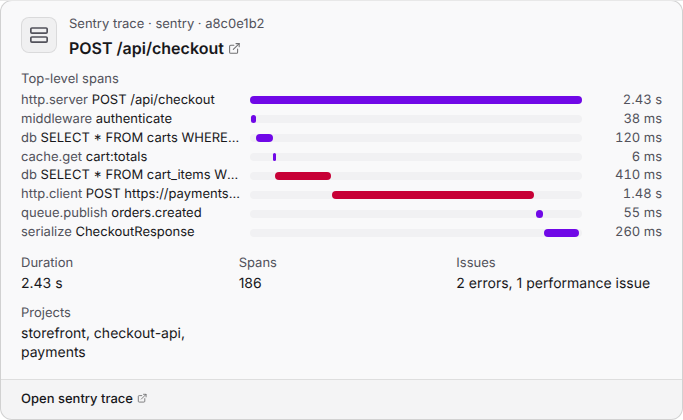 Sentry trace · sentry · a8c0e1b2
POST /api/checkout
Top-level spans
http.server POST /api/checkout 2.43 s
middleware authenticate 38 ms
db SELECT * FROM carts WHERE... 120 ms
cache.get cart:totals 6 ms
db SELECT * FROM cart_items W... 410 ms
http.client POST https://payments... 1.48 s
queue.publish orders.created 55 ms
serialize CheckoutResponse 260 ms
Duration Spans Issues
2.43 s 186 2 errors, 1 performance issue
Projects
storefront, checkout-api,
payments
Open sentry trace